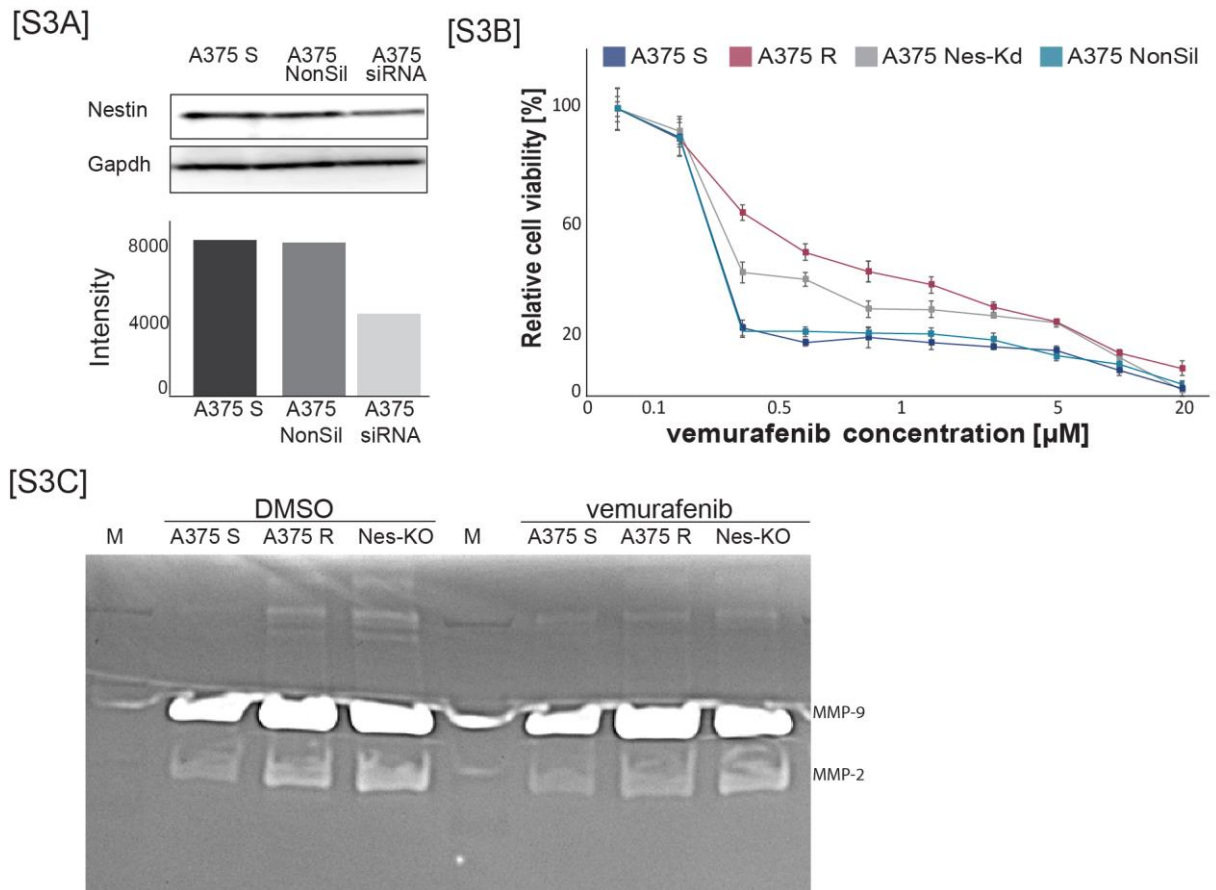 [S3A]
A375 S
A375
NonSil
A375
siRNA
Nestin
Gapdh
Intensity
8000
4000
0
A375 S
A375
NonSil
A375
siRNA
[S3B]
A375 S A375 R A375 Nes-Kd A375 NonSil
Relative cell viability [%]
100
60
20
0
0 0.1 0.5 1 5 20
vemurafenib concentration [µM]
[S3C]
DMSO vemurafenib
M A375 S A375 R Nes-KO M A375 S A375 R Nes-KO
MMP-9
MMP-2